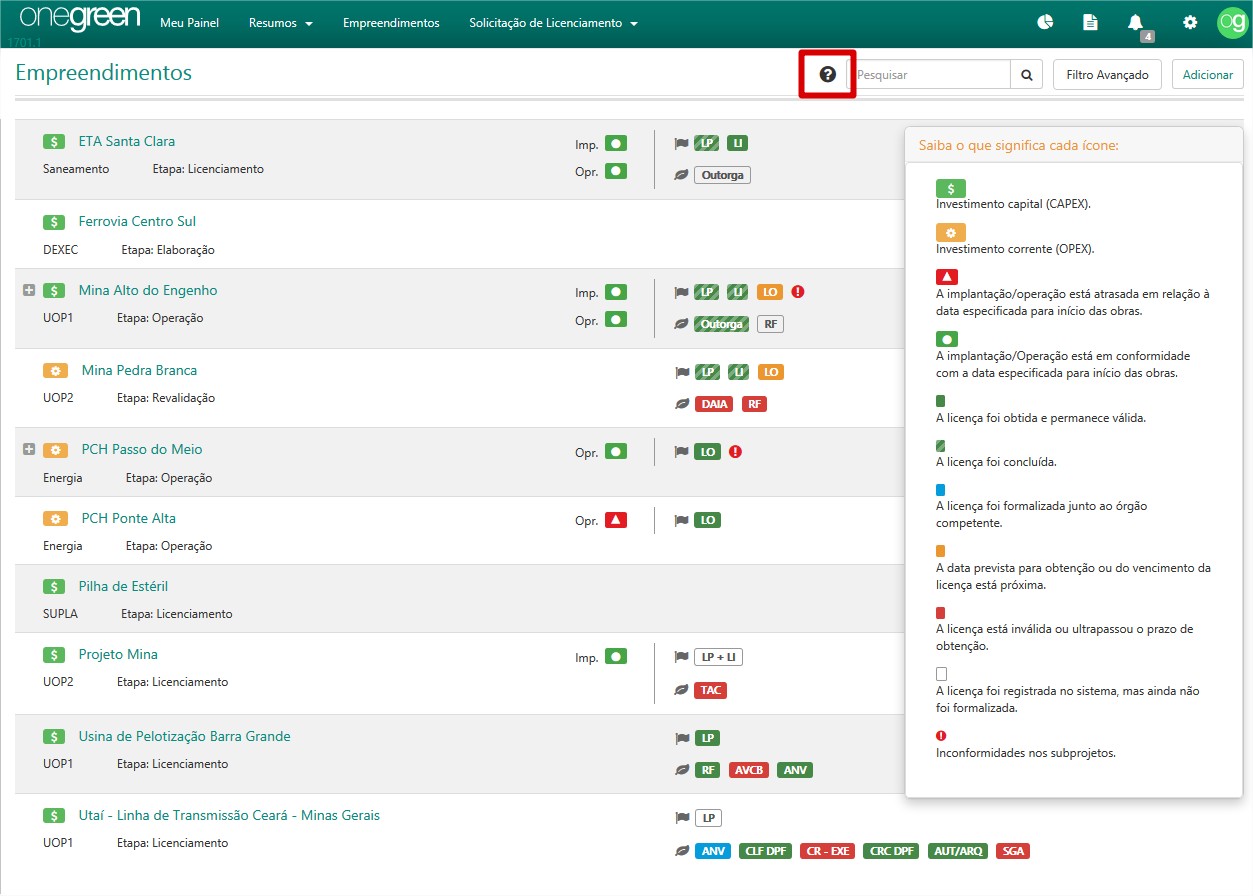 onegreen
Meu Painel
Resumos
Empreendimentos
Solicitação de Licenciamento
4
og
1701.1
Empreendimentos
?
Pesquisar
Filtro Avançado
Adicionar
$ ETA Santa Clara
Saneamento Etapa: Licenciamento
Imp.
Opr.
LP LI
Outorga
$ Ferrovia Centro Sul
DEXEC Etapa: Elaboração
$ Mina Alto do Engenho
UOP1 Etapa: Operação
Imp.
Opr.
LP LI LO
Outorga RF
Mina Pedra Branca
UOP2 Etapa: Revalidação
LP LI LO
DAIA RF
PCH Passo do Meio
Energia Etapa: Operação
Opr.
LO
PCH Ponte Alta
Energia Etapa: Operação
Opr.
LO
$ Pilha de Estéril
SUPLA Etapa: Licenciamento
$ Projeto Mina
UOP2 Etapa: Licenciamento
Imp.
LP + LI
TAC
$ Usina de Pelotização Barra Grande
UOP1 Etapa: Licenciamento
LP
RF AVCB ANV
$ Utaí - Linha de Transmissão Ceará - Minas Gerais
UOP1 Etapa: Licenciamento
LP
ANV CLF DPF CR - EXE CRC DPF AUT/ARQ SGA
Saiba o que significa cada ícone:
$
Investimento capital (CAPEX).
Investimento corrente (OPEX).
A implantação/operação está atrasada em relação à
data especificada para início das obras.
A implantação/Operação está em conformidade
com a data especificada para início das obras.
A licença foi obtida e permanece válida.
A licença foi concluída.
A licença foi formalizada junto ao órgão
competente.
A data prevista para obtenção ou do vencimento da
licença está próxima.
A licença está inválida ou ultrapassou o prazo de
obtenção.
A licença foi registrada no sistema, mas ainda não
foi formalizada.
Inconformidades nos subprojetos.